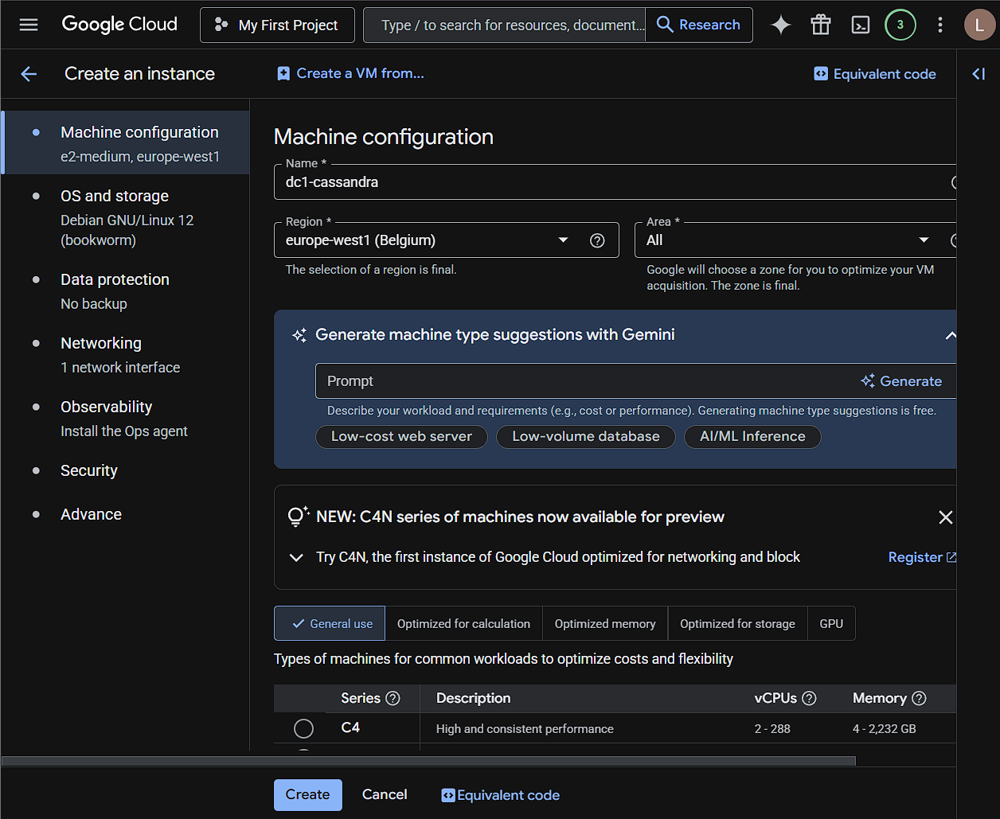 Google Cloud
My First Project
Type / to search for resources, document...
Research
3
L
Create an instance
Create a VM from...
Equivalent code
Machine configuration
e2-medium, europe-west1
OS and storage
Debian GNU/Linux 12
(bookworm)
Data protection
No backup
Networking
1 network interface
Observability
Install the Ops agent
Security
Advance
Machine configuration
Name *
dc1-cassandra
Region *
europe-west1 (Belgium)
The selection of a region is final.
Area *
All
Google will choose a zone for you to optimize your VM
acquisition. The zone is final.
Generate machine type suggestions with Gemini
Prompt
Generate
Describe your workload and requirements (e.g., cost or performance). Generating machine type suggestions is free.
Low-cost web server
Low-volume database
AI/ML Inference
NEW: C4N series of machines now available for preview
Try C4N, the first instance of Google Cloud optimized for networking and block
Register
General use
Optimized for calculation
Optimized memory
Optimized for storage
GPU
Types of machines for common workloads to optimize costs and flexibility
Series Description vCPUs Memory
C4 High and consistent performance 2 - 288 4 - 2,232 GB
Create
Cancel
Equivalent code